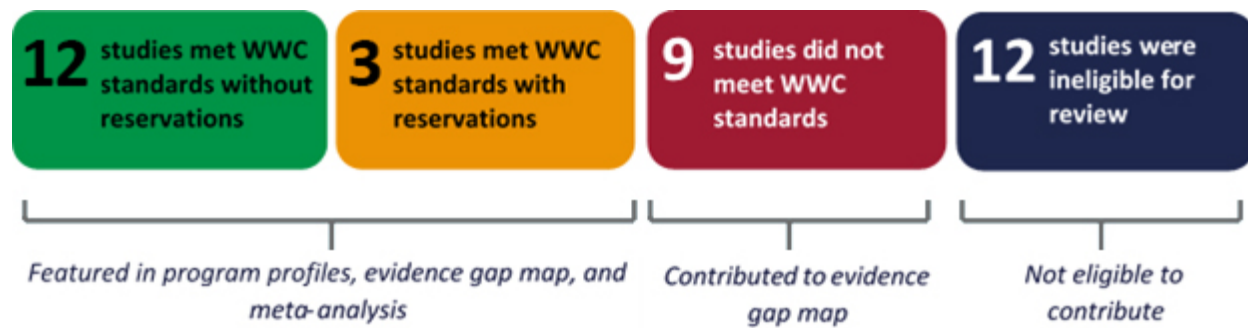 12 studies met WWC
standards without
reservations
3 studies met WWC
standards with
reservations
9 studies did not
meet WWC
standards
12 studies were
ineligible for
review
Featured in program profiles, evidence gap map, and
meta-analysis
Contributed to evidence
gap map
Not eligible to
contribute